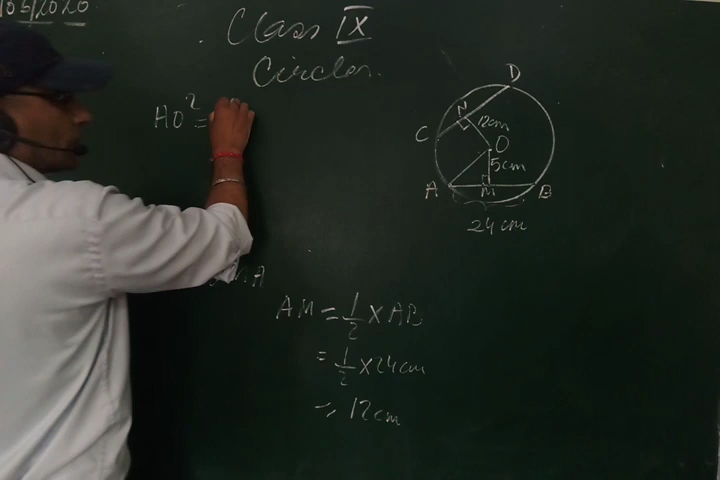 /05/2020
Class IX
Circles.
HO² =
D
N
12cm
C
O
5cm
A
M
B
24cm
AM = 1/2 × AB
= 1/2 × 24cm
= 12cm